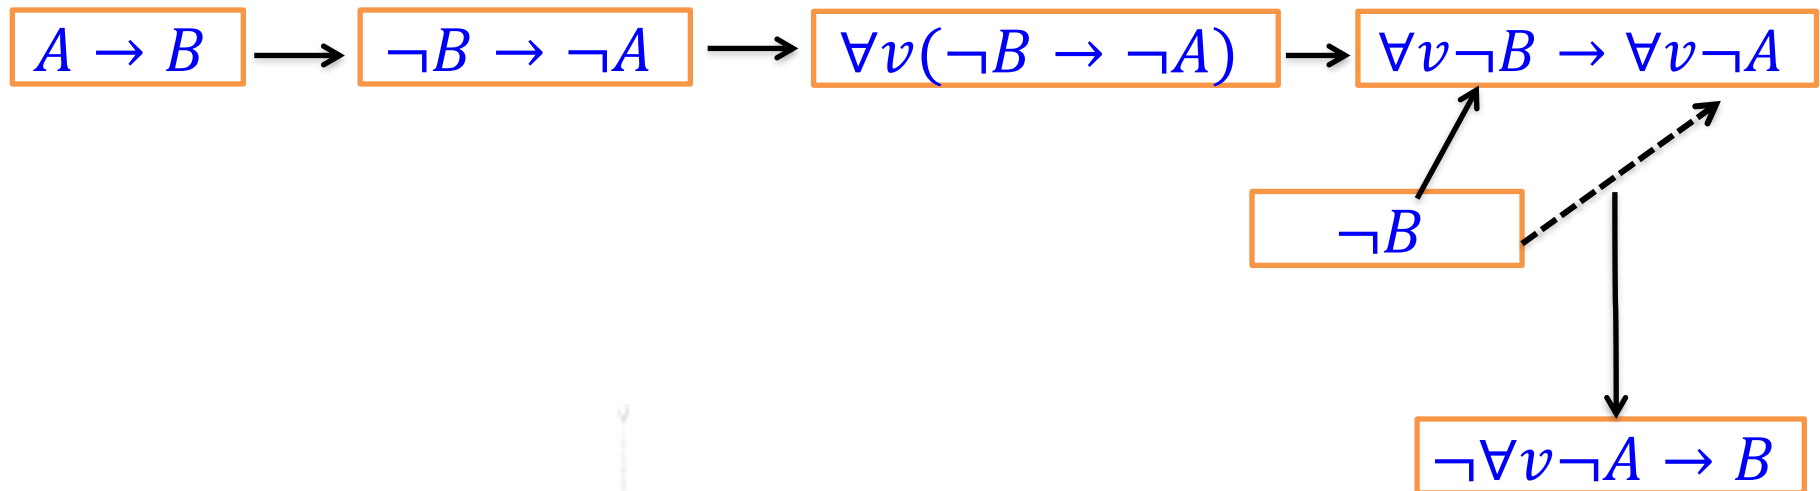 A → B
¬B → ¬A
∀v(¬B → ¬A)
∀v¬B → ∀v¬A
¬B
¬∀v¬A → B